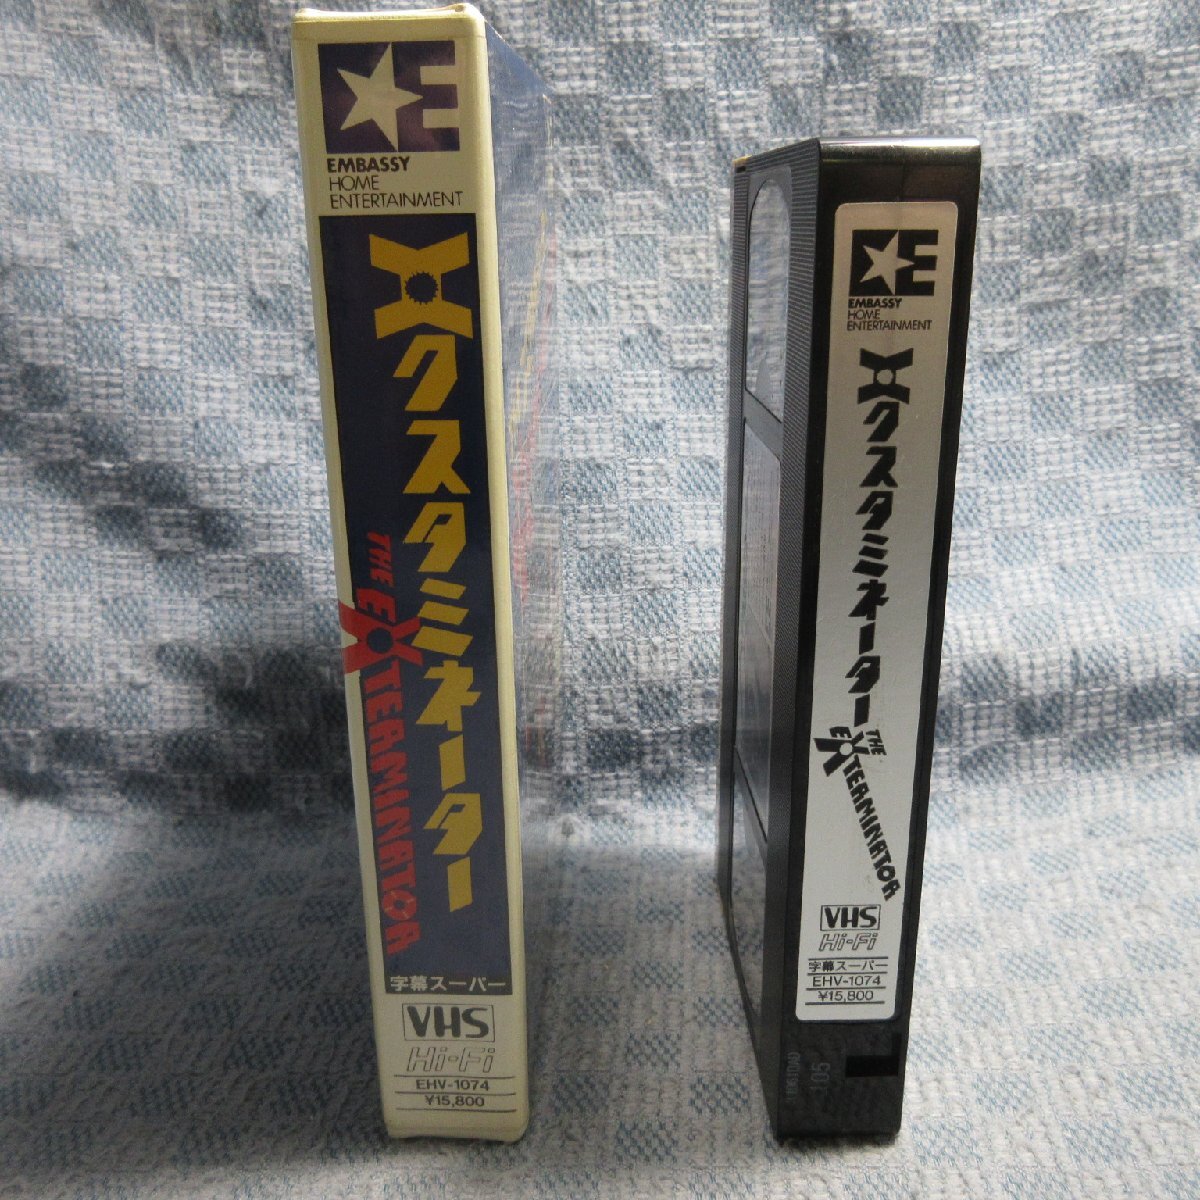 E
EMBASSY
HOME
ENTERTAINMENT
エクスタミネーター
THE EXTERMINATOR
字幕スーパー
VHS
Hi-Fi
EHV-1074
¥15,800
E
EMBASSY
HOME
ENTERTAINMENT
エクスタミネーター
THE
EXTERMINATOR
VHS
Hi-Fi
字幕スーパー
EHV-1074
¥15,800